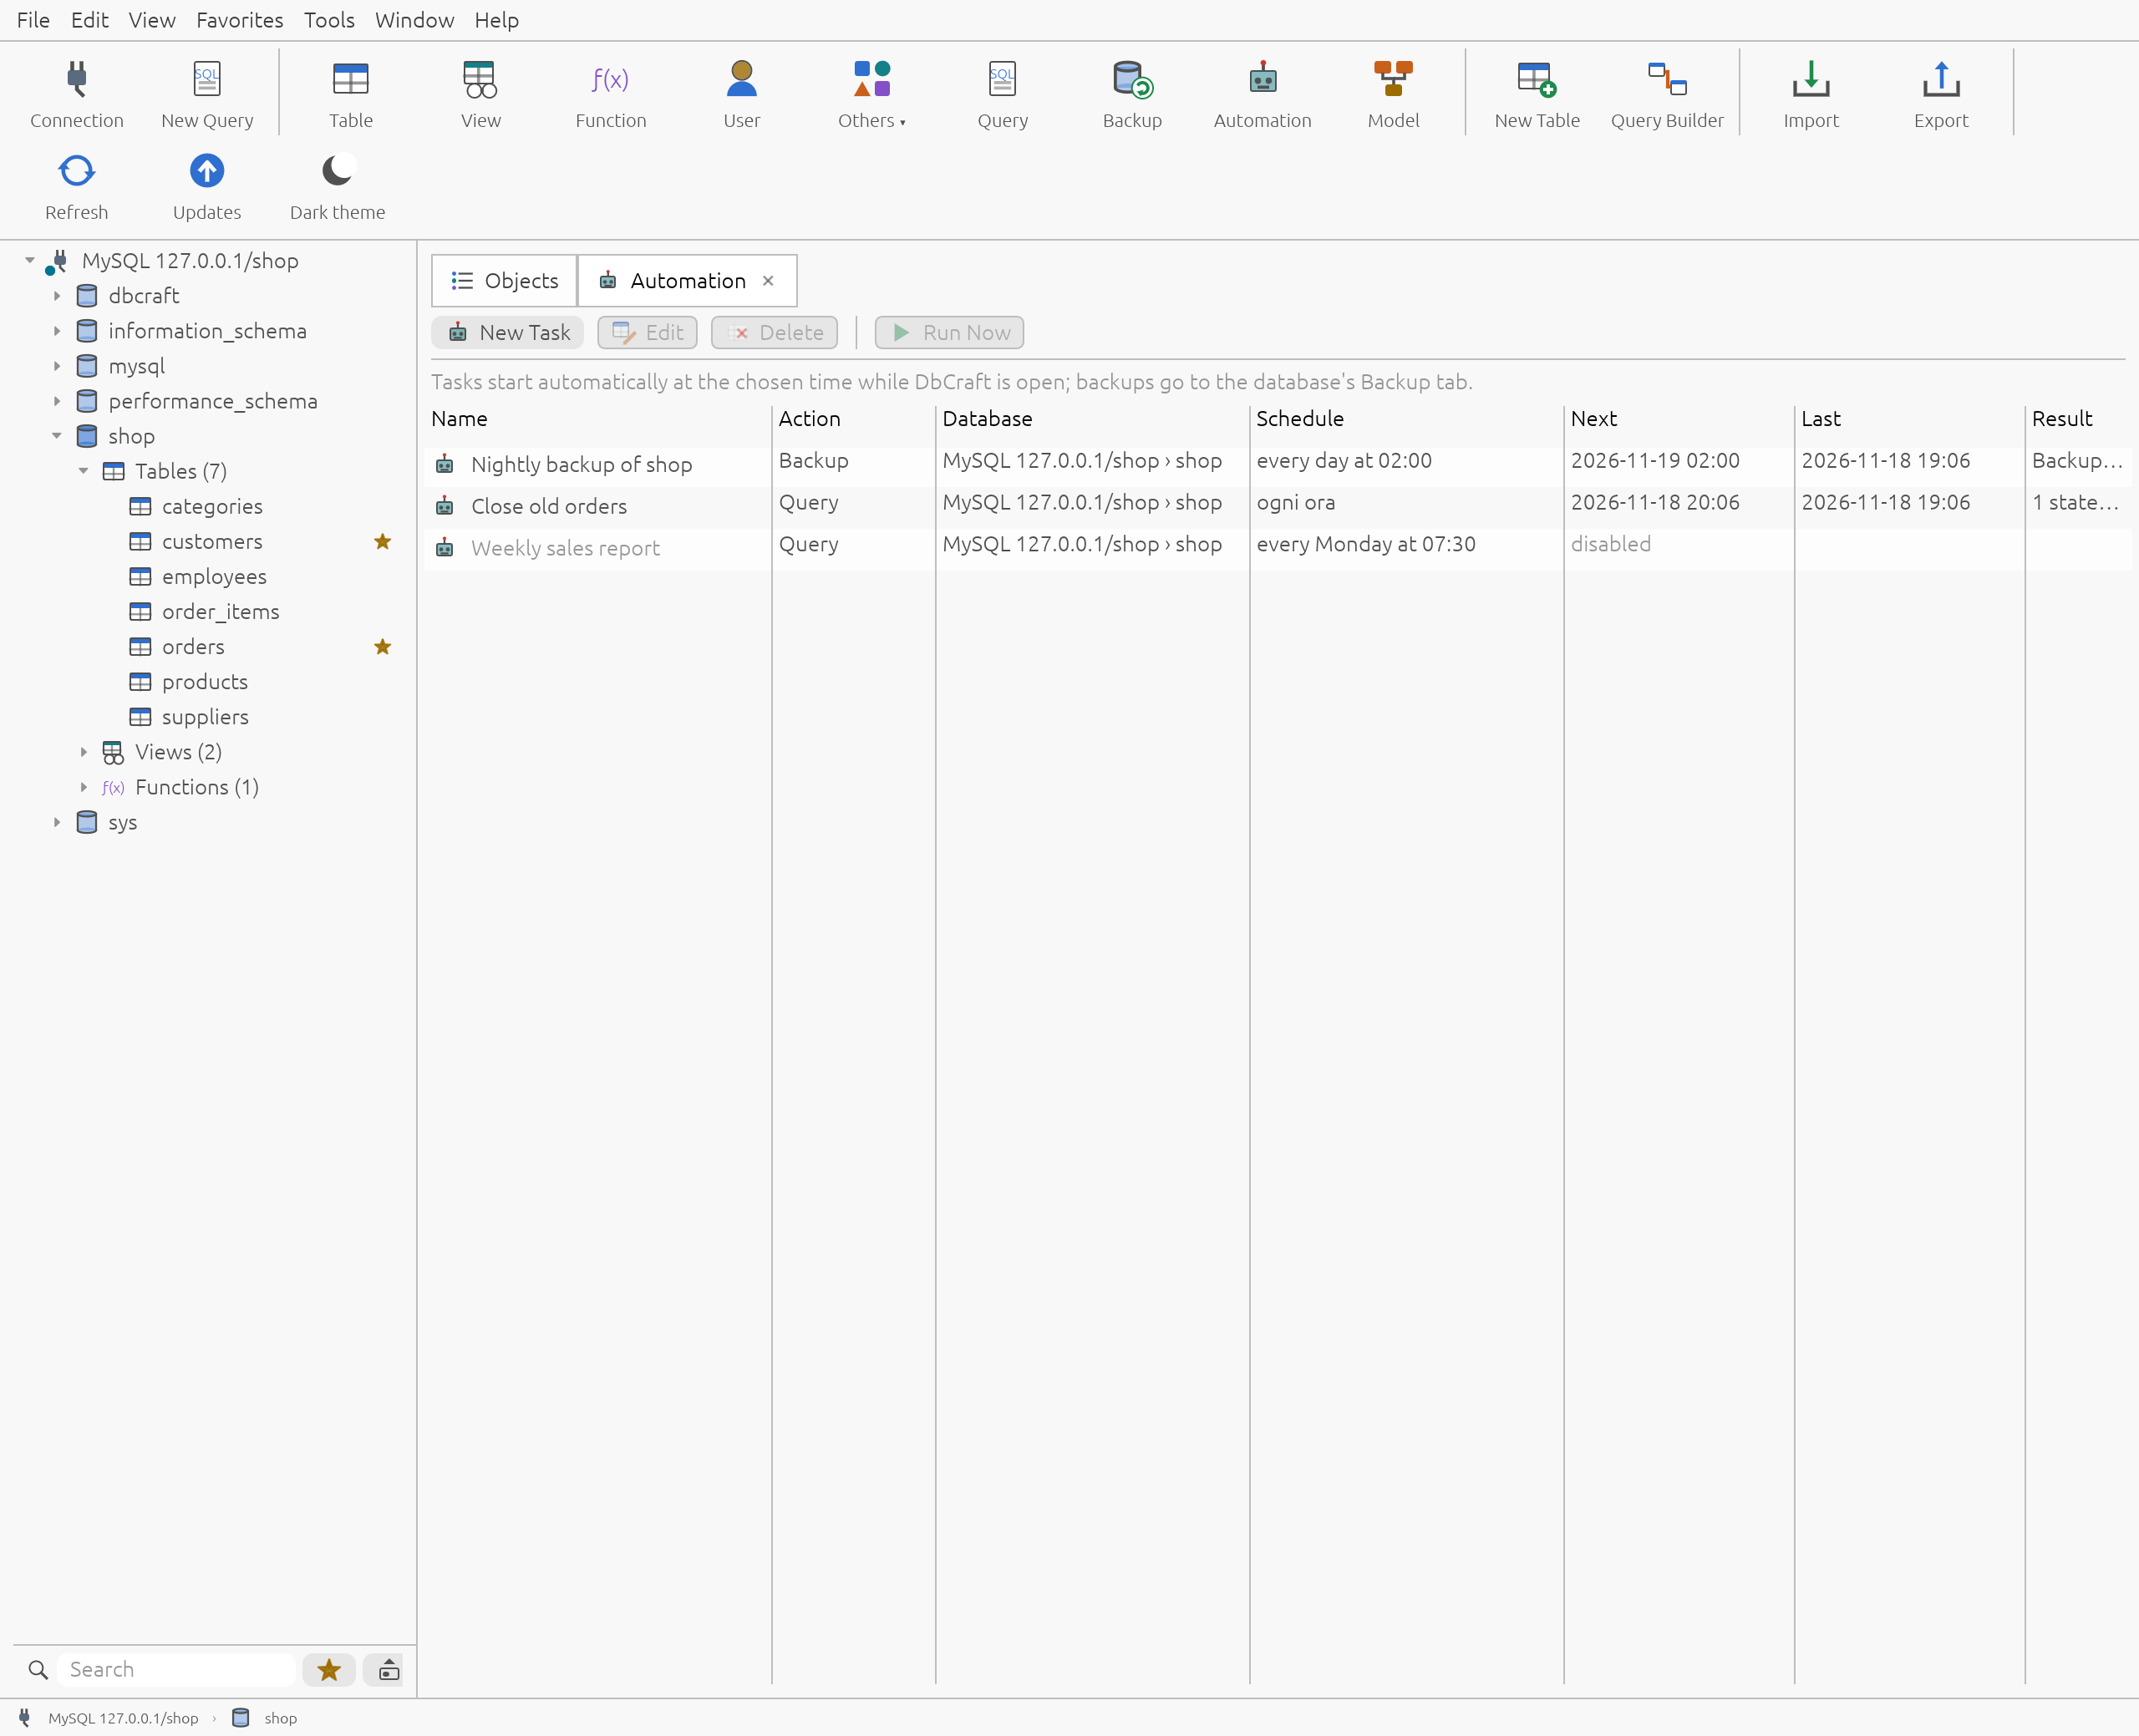 File Edit View Favorites Tools Window Help
Connection New Query Table View Function User Others ▾ Query Backup Automation Model New Table Query Builder Import Export
Refresh Updates Dark theme
MySQL 127.0.0.1/shop
dbcraft
information_schema
mysql
performance_schema
shop
Tables (7)
categories
customers
employees
order_items
orders
products
suppliers
Views (2)
Functions (1)
sys
Search
Objects Automation ×
New Task Edit Delete Run Now
Tasks start automatically at the chosen time while DbCraft is open; backups go to the database's Backup tab.
Name Action Database Schedule Next Last Result
Nightly backup of shop Backup MySQL 127.0.0.1/shop › shop every day at 02:00 2026-11-19 02:00 2026-11-18 19:06 Backup…
Close old orders Query MySQL 127.0.0.1/shop › shop ogni ora 2026-11-18 20:06 2026-11-18 19:06 1 state…
Weekly sales report Query MySQL 127.0.0.1/shop › shop every Monday at 07:30 disabled
MySQL 127.0.0.1/shop › shop